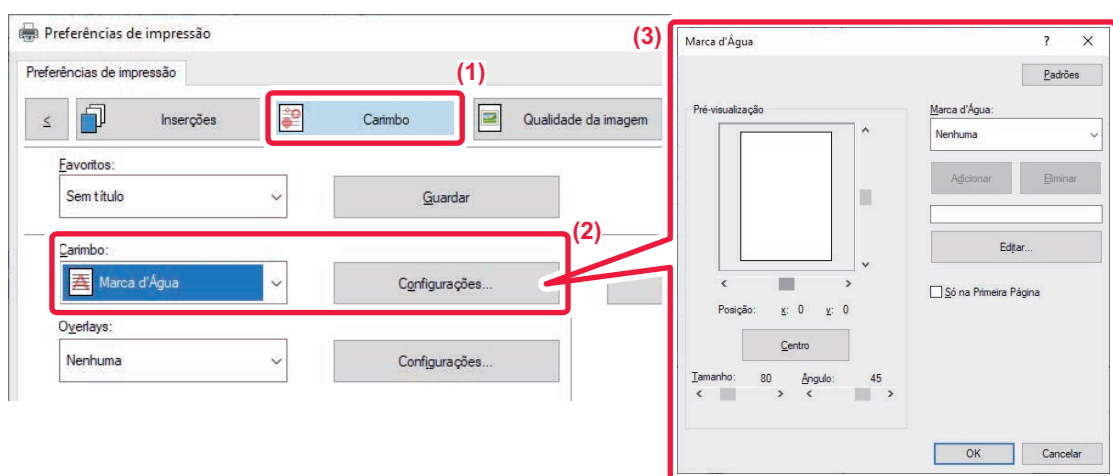 Preferências de impressão
Preferências de impressão
(1)
≤ Inserções Carimbo Qualidade da imagem
Favoritos:
Sem título Guardar
(2)
Carimbo:
Marca d'Água Configurações...
Overlays:
Nenhuma Configurações...
(3)
Marca d'Água ? X
Padrões
Pré-visualização
Marca d'Água:
Nenhuma
Adicionar Eliminar
Editar...
Só na Primeira Página
Posição: x: 0 y: 0
Centro
Tamanho: 80 Ângulo: 45
OK Cancelar